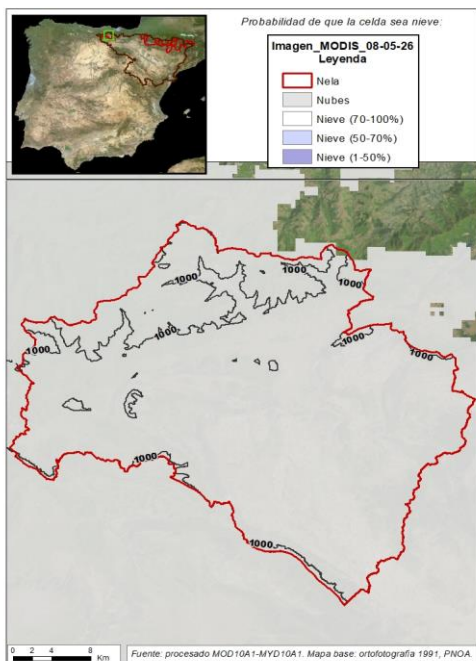 Probabilidad de que la celda sea nieve:
Imagen_MODIS_08-05-26
Leyenda
Nela
Nubes
Nieve (70-100%)
Nieve (50-70%)
Nieve (1-50%)
1000
1000
1000
1000
1000
1000
1000
1000
1000
0 2 4 8
Km
Fuente: procesado MOD10A1-MYD10A1. Mapa base: ortofotografía 1991, PNOA.